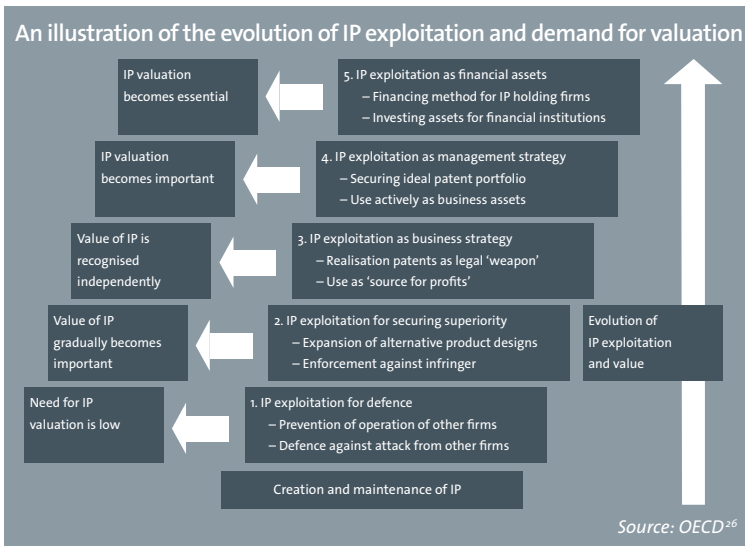 An illustration of the evolution of IP exploitation and demand for valuation
IP valuation
becomes essential
5. IP exploitation as financial assets
– Financing method for IP holding firms
– Investing assets for financial institutions
IP valuation
becomes important
4. IP exploitation as management strategy
– Securing ideal patent portfolio
– Use actively as business assets
Value of IP is
recognised
independently
3. IP exploitation as business strategy
– Realisation patents as legal ‘weapon’
– Use as ‘source for profits’
Value of IP
gradually becomes
important
2. IP exploitation for securing superiority
– Expansion of alternative product designs
– Enforcement against infringer
Evolution of
IP exploitation
and value
Need for IP
valuation is low
1. IP exploitation for defence
– Prevention of operation of other firms
– Defence against attack from other firms
Creation and maintenance of IP
Source: OECD²⁶